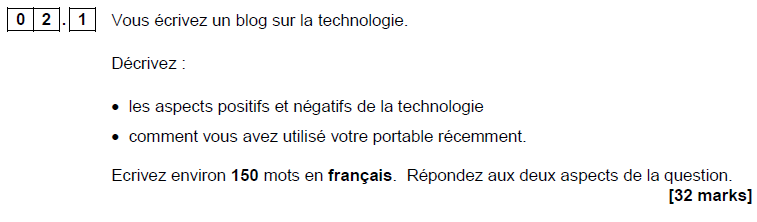 0 2 . 1 Vous écrivez un blog sur la technologie.
Décrivez :
• les aspects positifs et négatifs de la technologie
• comment vous avez utilisé votre portable récemment.
Ecrivez environ 150 mots en français. Répondez aux deux aspects de la question.
[32 marks]